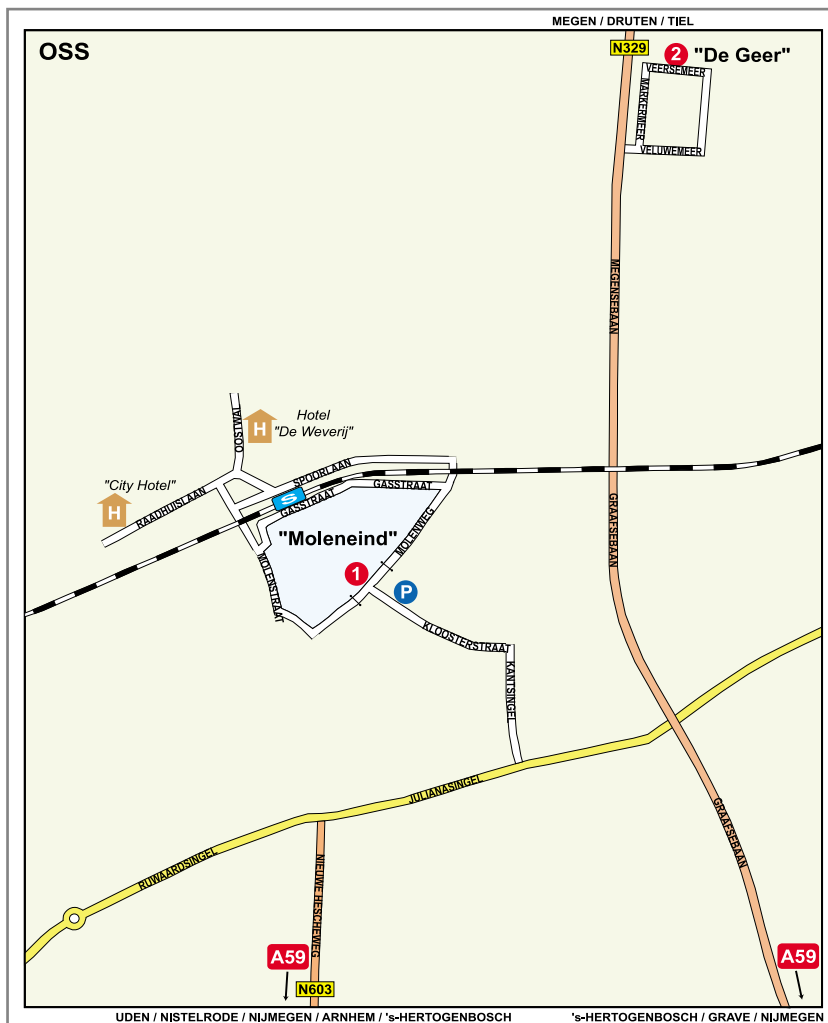 MEGEN / DRUTEN / TIEL
OSS
N329
2 "De Geer"
VEERSEMEER
MARKERMEER
VELUWEMEER
MEGENSEBAAN
OOSTWAL
H
Hotel
"De Weverij"
"City Hotel"
H
RAADHUISLAAN
SPOORLAAN
S
GASSTRAAT
GASSTRAAT
"Moleneind"
MOLENWEG
MOLENSTRAAT
1
P
GRAAFSEBAAN
KLOOSTERSTRAAT
KANTSINGEL
JULIANASINGEL
GRAAFSEBAAN
RUWAARDSINGEL
NIEUWE HESCHEWEG
A59
A59
N603
UDEN / NISTELRODE / NIJMEGEN / ARNHEM / 's-HERTOGENBOSCH
's-HERTOGENBOSCH / GRAVE / NIJMEGEN